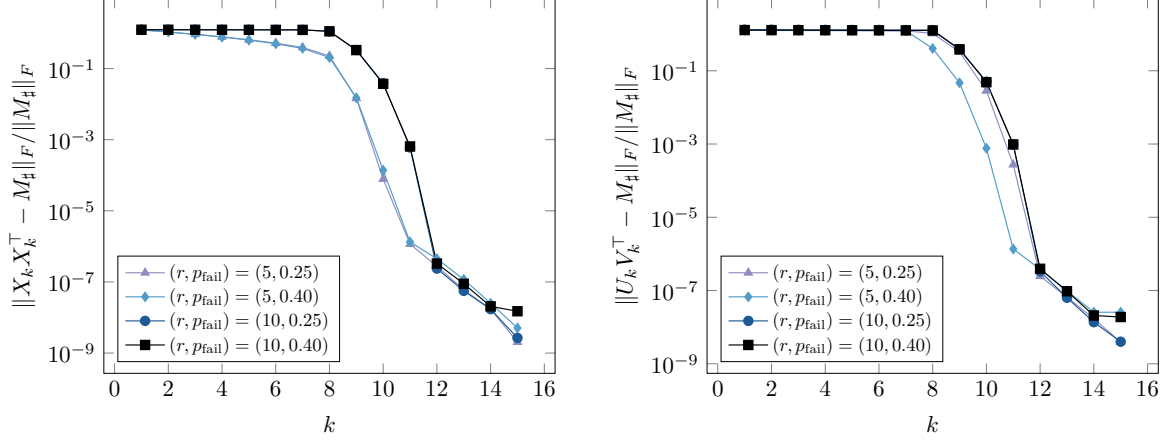 10⁻¹
10⁻³
10⁻⁵
10⁻⁷
10⁻⁹
0 2 4 6 8 10 12 14 16
k
∥X_k X_k^⊤ − M_♯∥_F / ∥M_♯∥_F
(r, p_fail) = (5, 0.25)
(r, p_fail) = (5, 0.40)
(r, p_fail) = (10, 0.25)
(r, p_fail) = (10, 0.40)
10⁻¹
10⁻³
10⁻⁵
10⁻⁷
10⁻⁹
0 2 4 6 8 10 12 14 16
k
∥U_k V_k^⊤ − M_♯∥_F / ∥M_♯∥_F
(r, p_fail) = (5, 0.25)
(r, p_fail) = (5, 0.40)
(r, p_fail) = (10, 0.25)
(r, p_fail) = (10, 0.40)